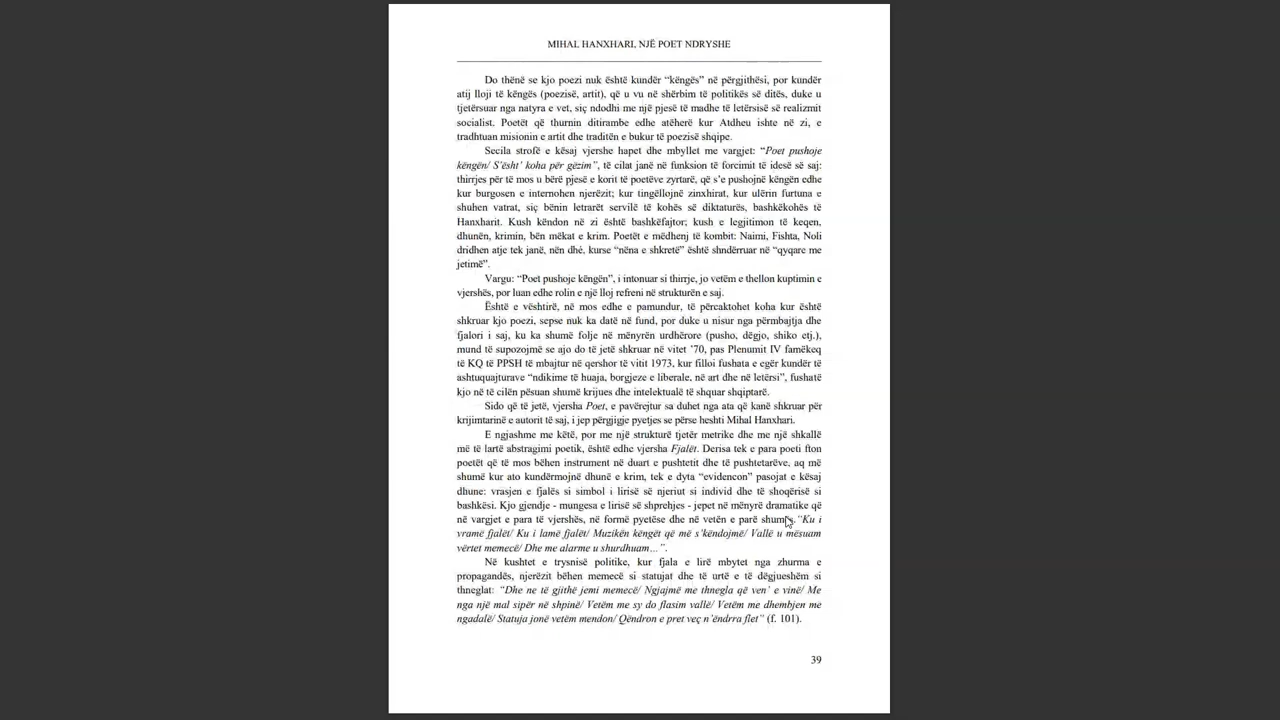 MIHAL HANXHARI, NJË POET NDRYSHE
Do thënë se kjo poezi nuk është kundër “këngës” në përgjithësi, por kundër
atij lloji të këngës (poezisë, artit), që u vu në shërbim të politikës së ditës, duke u
tjetërsuar nga natyra e vet, siç ndodhi me një pjesë të madhe të letërsisë së realizmit
socialist. Poetët që thurnin ditirambe edhe atëherë kur Atdheu ishte në zi, e
tradhtuan misionin e artit dhe traditën e bukur të poezisë shqipe.
Secila strofë e kësaj vjershe hapet dhe mbyllet me vargjet: “Poet pushoje
këngën/ S’ësht’ koha për gëzim”, të cilat janë në funksion të forcimit të idesë së saj:
thirrjes për të mos u bërë pjesë e korit të poetëve zyrtarë, që s’e pushojnë këngën edhe
kur burgosen e internohen njerëzit; kur tingëllojnë zinxhirat, kur ulërin furtuna e
shuhen vatrat, siç bënin letrarët servilë të kohës së diktaturës, bashkëkohës të
Hanxharit. Kush këndon në zi është bashkëfajtor; kush e legjitimon të keqen,
dhunën, krimin, bën mëkat e krim. Poetët e mëdhenj të kombit: Naimi, Fishta, Noli
dridhen atje tek janë, nën dhé, kurse “nëna e shkretë” është shndërruar në “qyqare me
jetimë”.
Vargu: “Poet pushoje këngën”, i intonuar si thirrje, jo vetëm e thellon kuptimin e
vjershës, por luan edhe rolin e një lloj refreni në strukturën e saj.
Është e vështirë, në mos edhe e pamundur, të përcaktohet koha kur është
shkruar kjo poezi, sepse nuk ka datë në fund, por duke u nisur nga përmbajtja dhe
fjalori i saj, ku ka shumë folje në mënyrën urdhërore (pusho, dëgjo, shiko etj.),
mund të supozojmë se ajo do të jetë shkruar në vitet ’70, pas Plenumit IV famëkeq
të KQ të PPSH të mbajtur në qershor të vitit 1973, kur filloi fushata e egër kundër të
ashtuquajturave “ndikime të huaja, borgjeze e liberale, në art dhe në letërsi”, fushatë
kjo në të cilën pësuan shumë krijues dhe intelektualë të shquar shqiptarë.
Sido që të jetë, vjersha Poet, e pavërejtur sa duhet nga ata që kanë shkruar për
krijimtarinë e autorit të saj, i jep përgjigje pyetjes se përse heshti Mihal Hanxhari.
E ngjashme me këtë, por me një strukturë tjetër metrike dhe me një shkallë
më të lartë abstragimi poetik, është edhe vjersha Fjalët. Derisa tek e para poeti fton
poetët që të mos bëhen instrument në duart e pushtetit dhe të pushtetarëve, aq më
shumë kur ato kundërmojnë dhunë e krim, tek e dyta “evidencon” pasojat e kësaj
dhune: vrasjen e fjalës si simbol i lirisë së njeriut si individ dhe të shoqërisë si
bashkësi. Kjo gjendje - mungesa e lirisë së shprehjes - jepet në mënyrë dramatike që
në vargjet e para të vjershës, në formë pyetëse dhe në vetën e parë shumës. “Ku i
vramë fjalët/ Ku i lamë fjalët/ Muzikën këngët që më s’këndojmë/ Vallë u mësuam
vërtet memecë/ Dhe me alarme u shurdhuam…”.
Në kushtet e trysnisë politike, kur fjala e lirë mbytet nga zhurma e
propagandës, njerëzit bëhen memecë si statujat dhe të urtë e të dëgjueshëm si
thneglat: “Dhe ne të gjithë jemi memecë/ Ngjajmë me thnegla që ven’ e vinë/ Me
nga një mal sipër në shpinë/ Vetëm me sy do flasim vallë/ Vetëm me dhembjen me
ngadalë/ Statuja jonë vetëm mendon/ Qëndron e pret veç n’ëndrra flet” (f. 101).
39